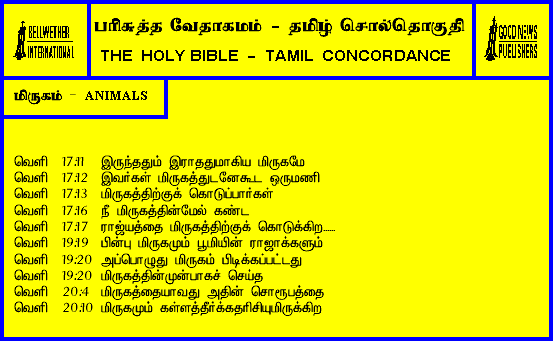 BELLWETHER
INTERNATIONAL
பரிசுத்த வேதாகமம் - தமிழ் சொல்தொகுதி
THE HOLY BIBLE - TAMIL CONCORDANCE
GOOD NEWS
PUBLISHERS
மிருகம் - ANIMALS
வெளி 17:11 இருந்ததும் இராததுமாகிய மிருகமே
வெளி 17:12 இவர்கள் மிருகத்துடனேகூட ஒருமணி
வெளி 17:13 மிருகத்திற்குக் கொடுப்பார்கள்
வெளி 17:16 நீ மிருகத்தின்மேல் கண்ட
வெளி 17:17 ராஜ்யத்தை மிருகத்திற்குக் கொடுக்கிற.....
வெளி 19:19 பின்பு மிருகமும் பூமியின் ராஜாக்களும்
வெளி 19:20 அப்பொழுது மிருகம் பிடிக்கப்பட்டது
வெளி 19:20 மிருகத்தின்முன்பாகச் செய்த
வெளி 20:4 மிருகத்தையாவது அதின் சொரூபத்தை
வெளி 20:10 மிருகமும் கள்ளத்தீர்க்கதரிசியுமிருக்கிற